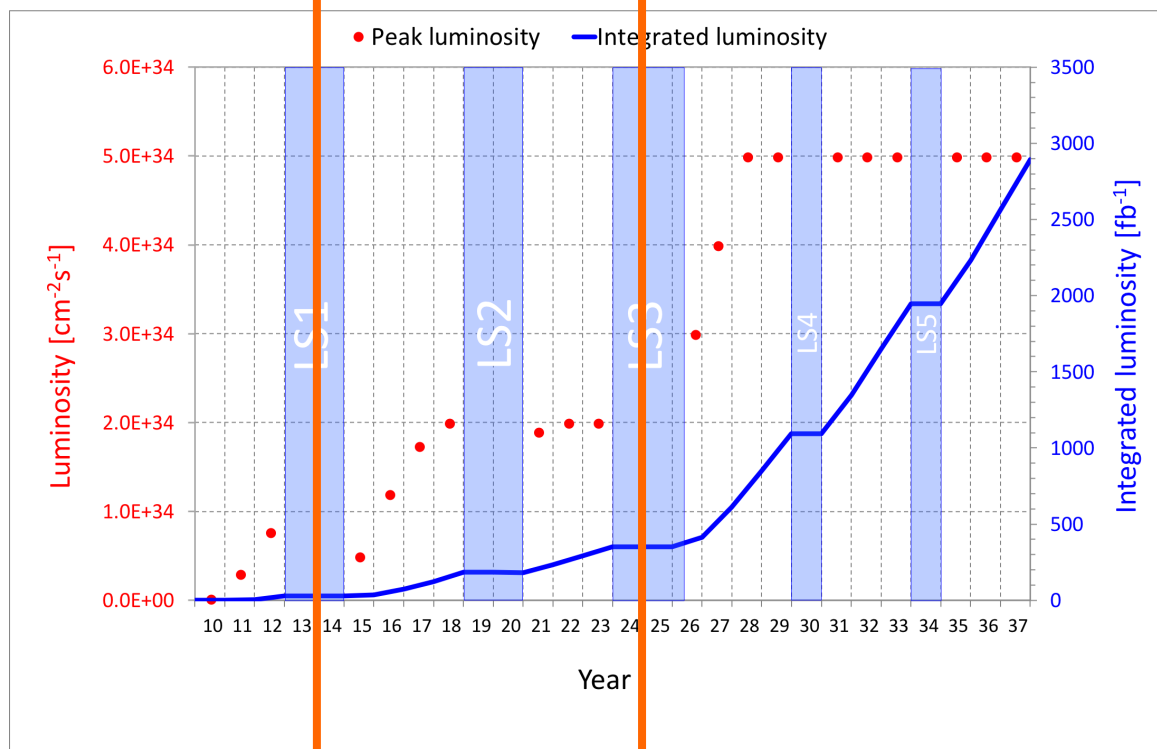 Peak luminosity Integrated luminosity
6.0E+34 3500
5.0E+34 3000
4.0E+34 2500
3.0E+34 2000
2.0E+34 1500
1.0E+34 1000
0.0E+00 500
0
Luminosity [cm-2s-1]
Integrated luminosity [fb-1]
LS1 LS2 LS3 LS4 LS5
10 11 12 13 14 15 16 17 18 19 20 21 22 23 24 25 26 27 28 29 30 31 32 33 34 35 36 37
Year